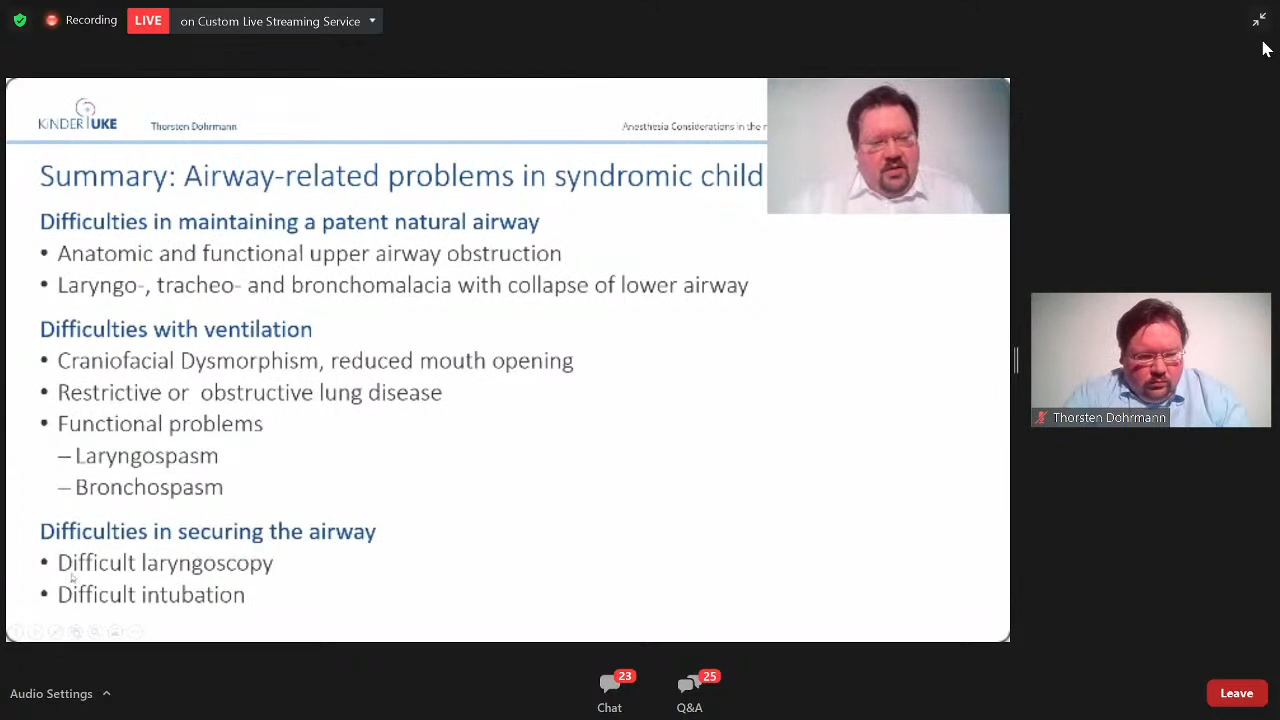 Recording
LIVE
on Custom Live Streaming Service
KINDER UKE
Thorsten Dohrmann
Anesthesia Considerations in the
Summary: Airway-related problems in syndromic child
Difficulties in maintaining a patent natural airway
• Anatomic and functional upper airway obstruction
• Laryngo-, tracheo- and bronchomalacia with collapse of lower airway
Difficulties with ventilation
• Craniofacial Dysmorphism, reduced mouth opening
• Restrictive or obstructive lung disease
• Functional problems
– Laryngospasm
– Bronchospasm
Difficulties in securing the airway
• Difficult laryngoscopy
• Difficult intubation
Thorsten Dohrmann
Audio Settings
23
Chat
25
Q&A
Leave